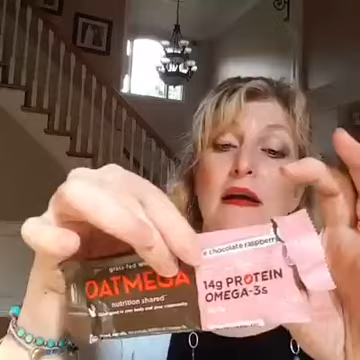 grass-fed whey
OATMEGA
nutrition shared
chocolate raspberry
14g PROTEIN
OMEGA-3s